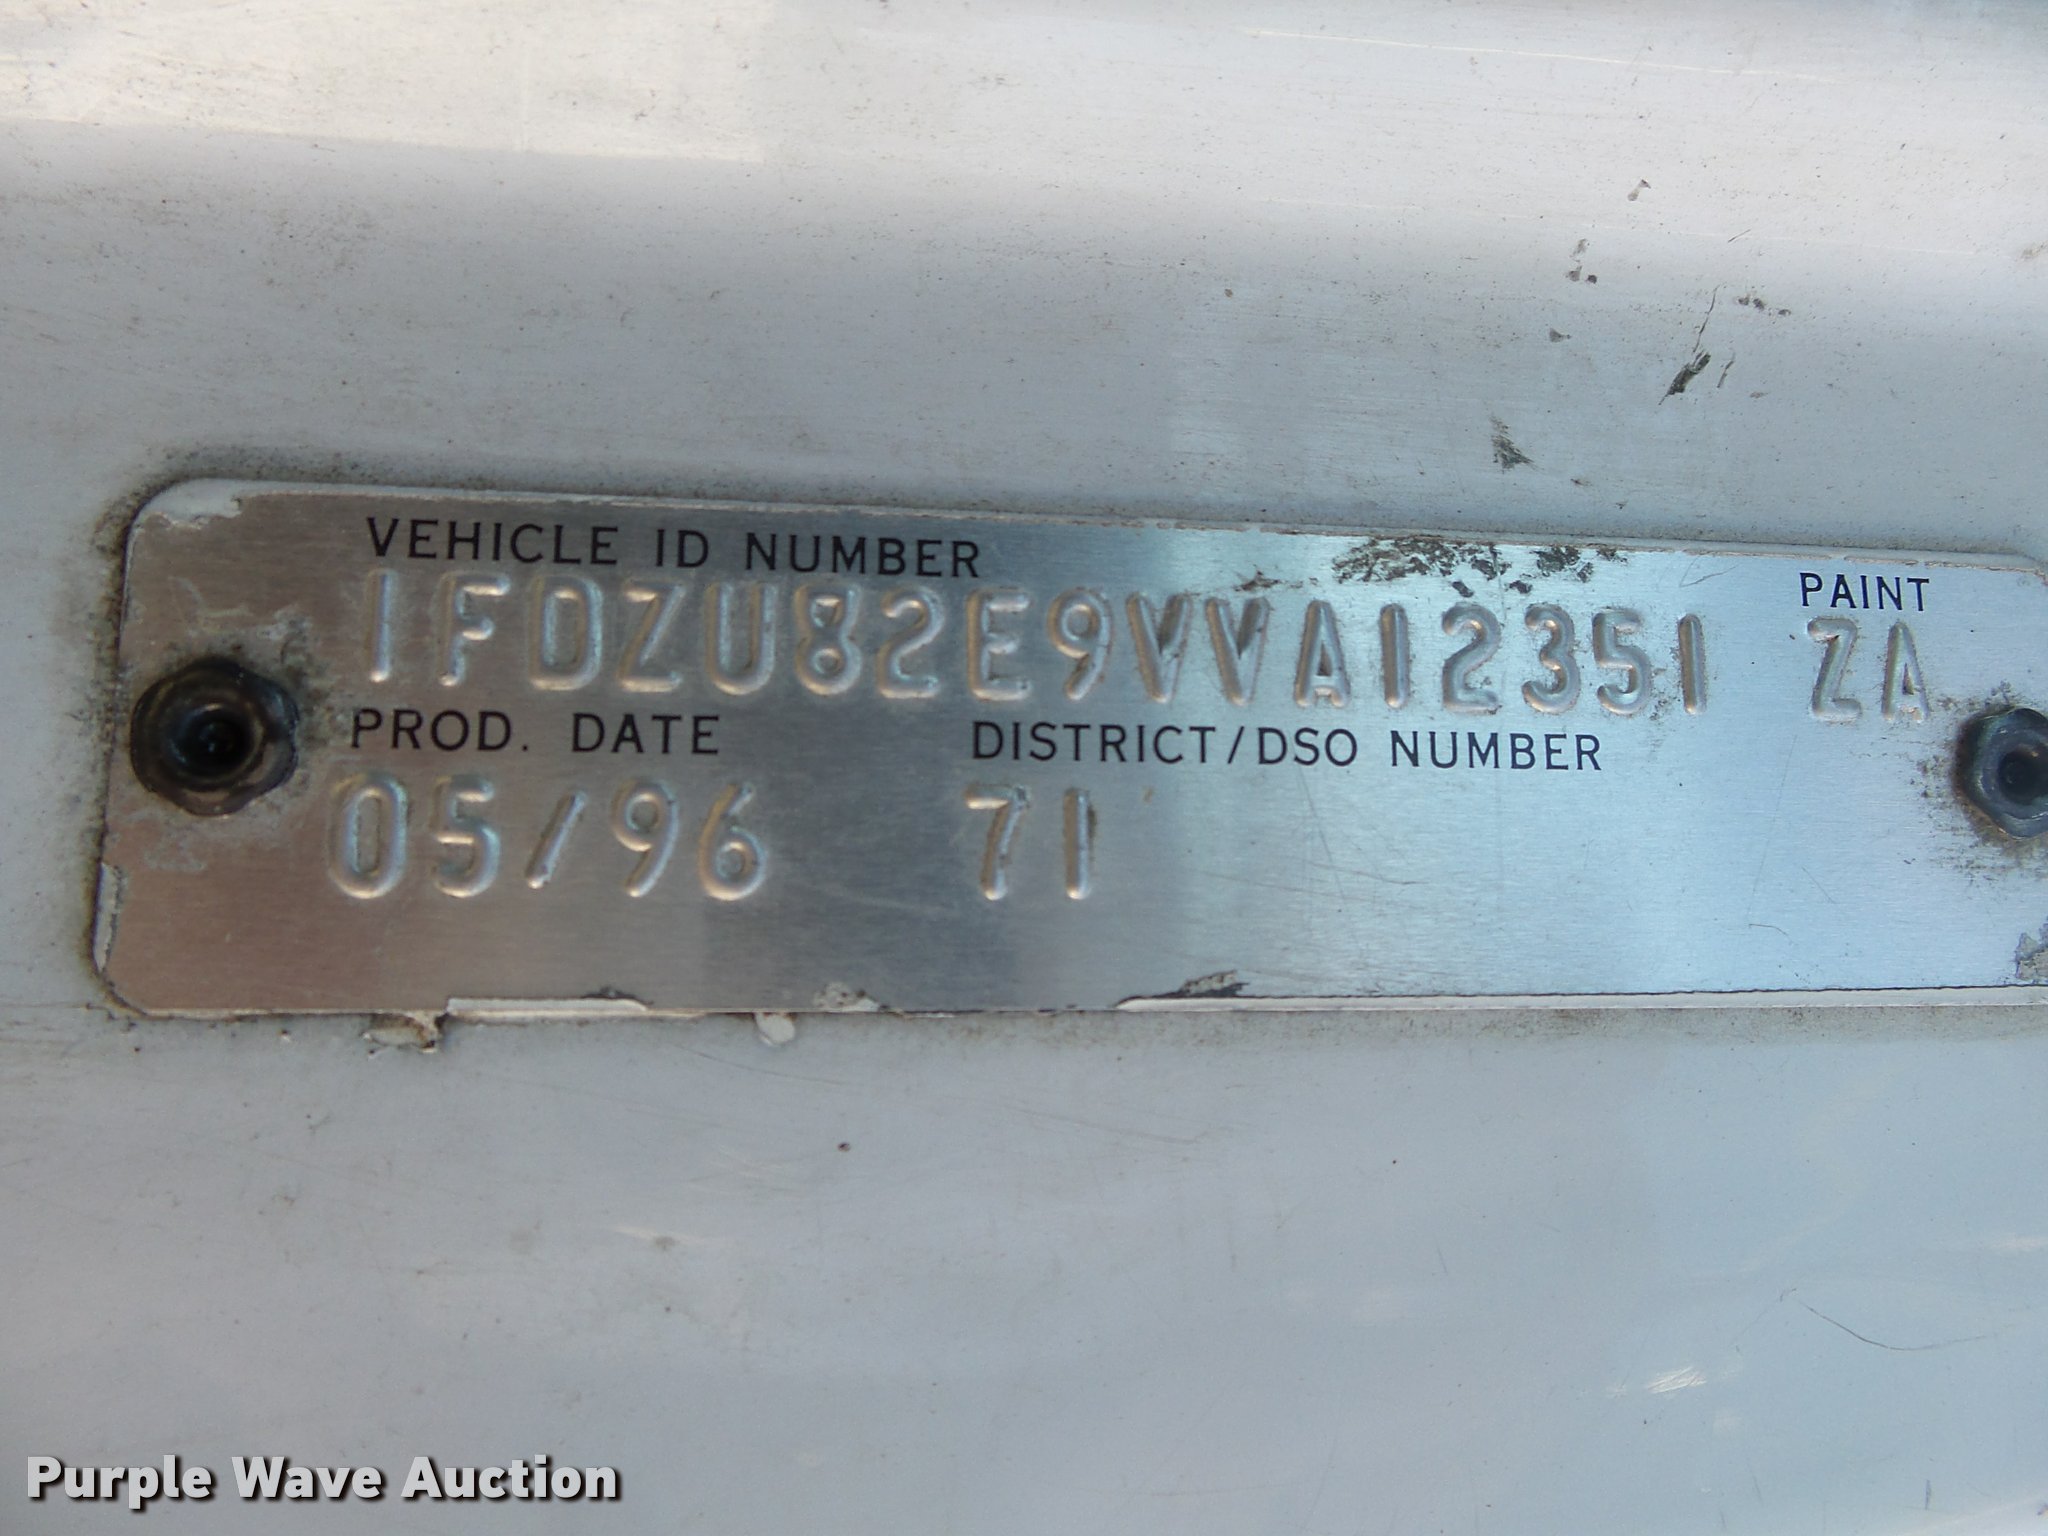 VEHICLE ID NUMBER
1FDZU82E9VVA12351
PAINT
ZA
PROD. DATE
DISTRICT/DSO NUMBER
05/96
71
Purple Wave Auction